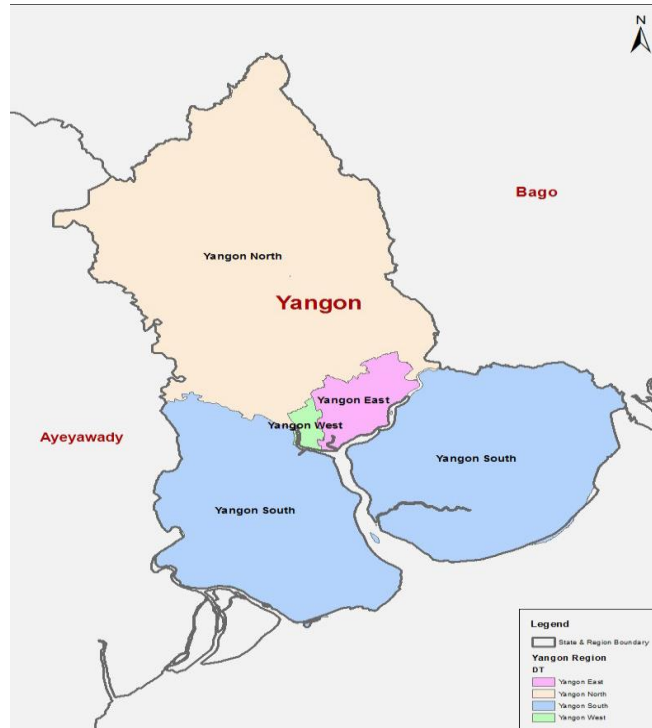 N
Bago
Yangon North
Yangon
Yangon East
Yangon West
Ayeyawady
Yangon South
Yangon South
Legend
State & Region Boundary
Yangon Region
DT
Yangon East
Yangon North
Yangon South
Yangon West